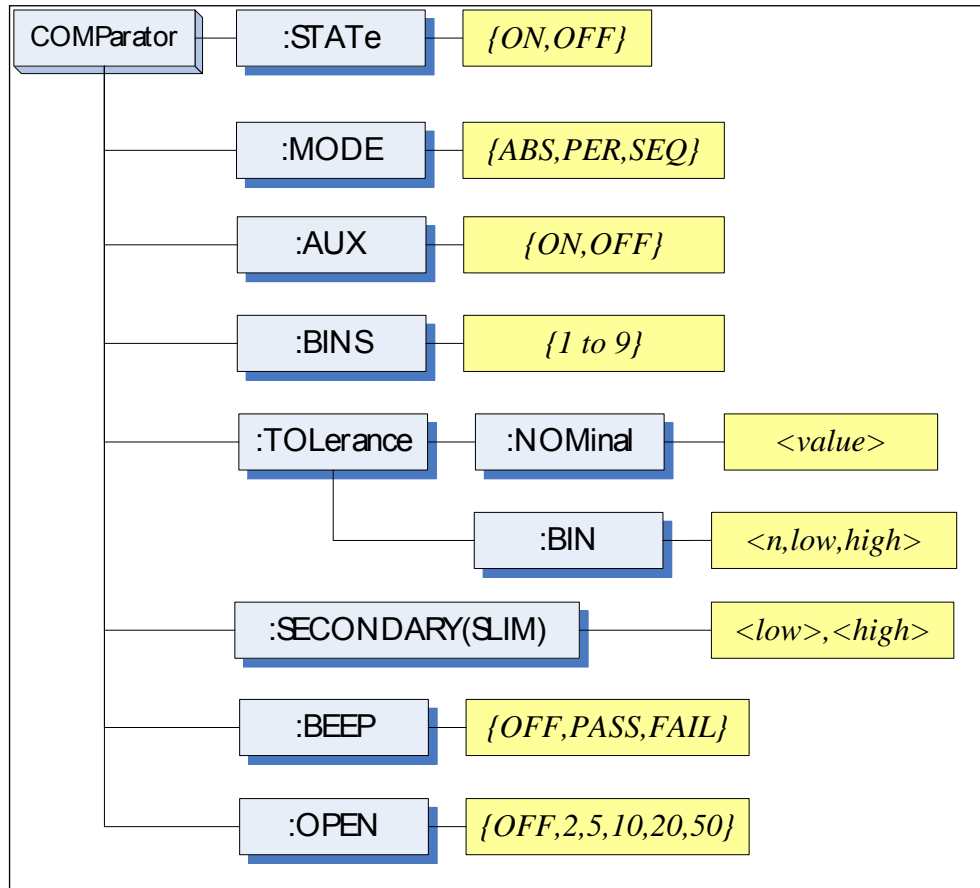 COMParator :STATe {ON,OFF}
:MODE {ABS,PER,SEQ}
:AUX {ON,OFF}
:BINS {1 to 9}
:TOLerance :NOMinal <value>
:BIN <n,low,high>
:SECONDARY(SLIM) <low>,<high>
:BEEP {OFF,PASS,FAIL}
:OPEN {OFF,2,5,10,20,50}